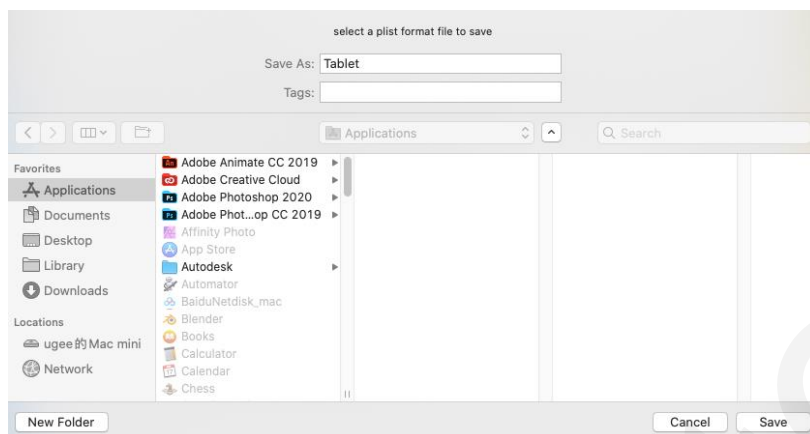 select a plist format file to save
Save As: Tablet
Tags:
Applications
Search
Favorites
Applications
Documents
Desktop
Library
Downloads
Locations
ugee的 Mac mini
Network
Adobe Animate CC 2019
Adobe Creative Cloud
Adobe Photoshop 2020
Adobe Phot...op CC 2019
Affinity Photo
App Store
Autodesk
Automator
BaiduNetdisk_mac
Blender
Books
Calculator
Calendar
Chess
New Folder
Cancel
Save